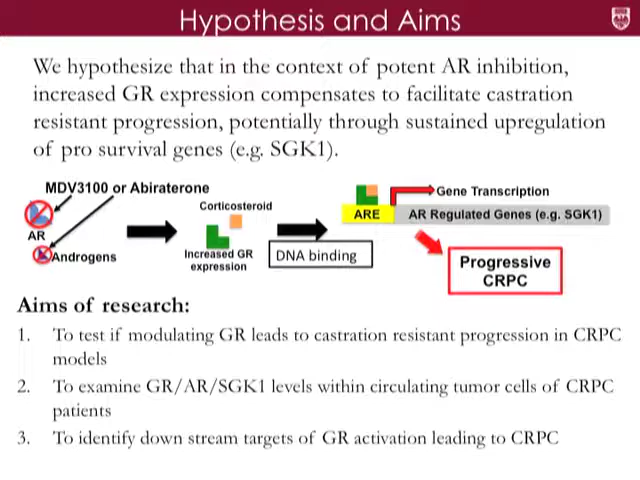 Hypothesis and Aims
We hypothesize that in the context of potent AR inhibition,
increased GR expression compensates to facilitate castration
resistant progression, potentially through sustained upregulation
of pro survival genes (e.g. SGK1).
MDV3100 or Abiraterone
AR
Androgens
Corticosteroid
Increased GR
expression
DNA binding
Gene Transcription
ARE
AR Regulated Genes (e.g. SGK1)
Progressive
CRPC
Aims of research:
1. To test if modulating GR leads to castration resistant progression in CRPC
models
2. To examine GR/AR/SGK1 levels within circulating tumor cells of CRPC
patients
3. To identify down stream targets of GR activation leading to CRPC